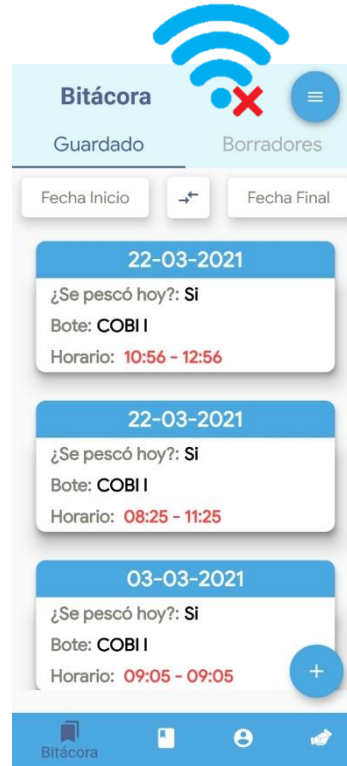 Bitácora
Guardado
Borradores
Fecha Inicio
Fecha Final
22-03-2021
¿Se pescó hoy?: Si
Bote: COBI I
Horario: 10:56 - 12:56
22-03-2021
¿Se pescó hoy?: Si
Bote: COBI I
Horario: 08:25 - 11:25
03-03-2021
¿Se pescó hoy?: Si
Bote: COBI I
Horario: 09:05 - 09:05
Bitácora